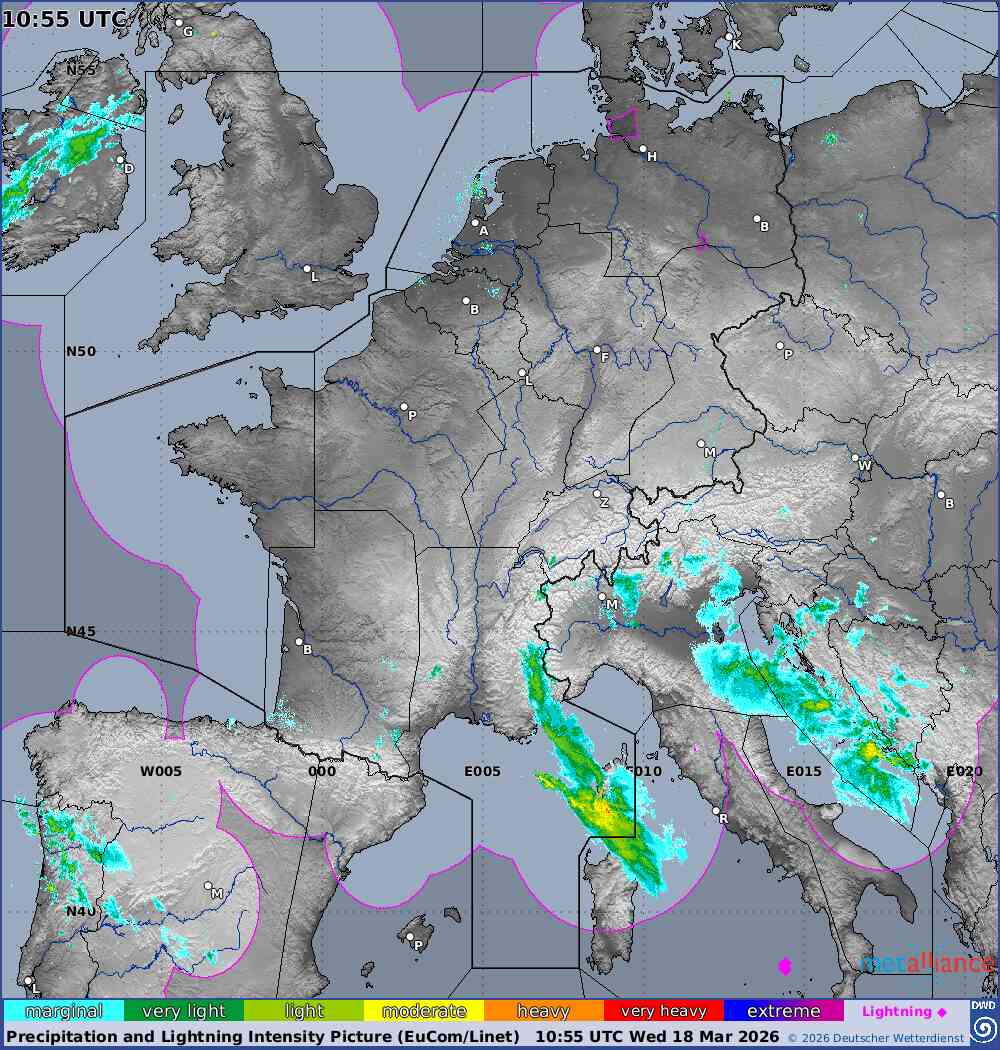 10:55 UTC
G
K
N55
D
H
A
B
B
L
B
N50
F
P
L
P
M
W
Z
B
M
N45
B
W005
000
E005
E010
E015
E020
R
M
N40
P
L
metalliance
marginal very light light moderate heavy very heavy extreme Lightning ◆
DWD
Precipitation and Lightning Intensity Picture (EuCom/Linet) 10:55 UTC Wed 18 Mar 2026 © 2026 Deutscher Wetterdienst